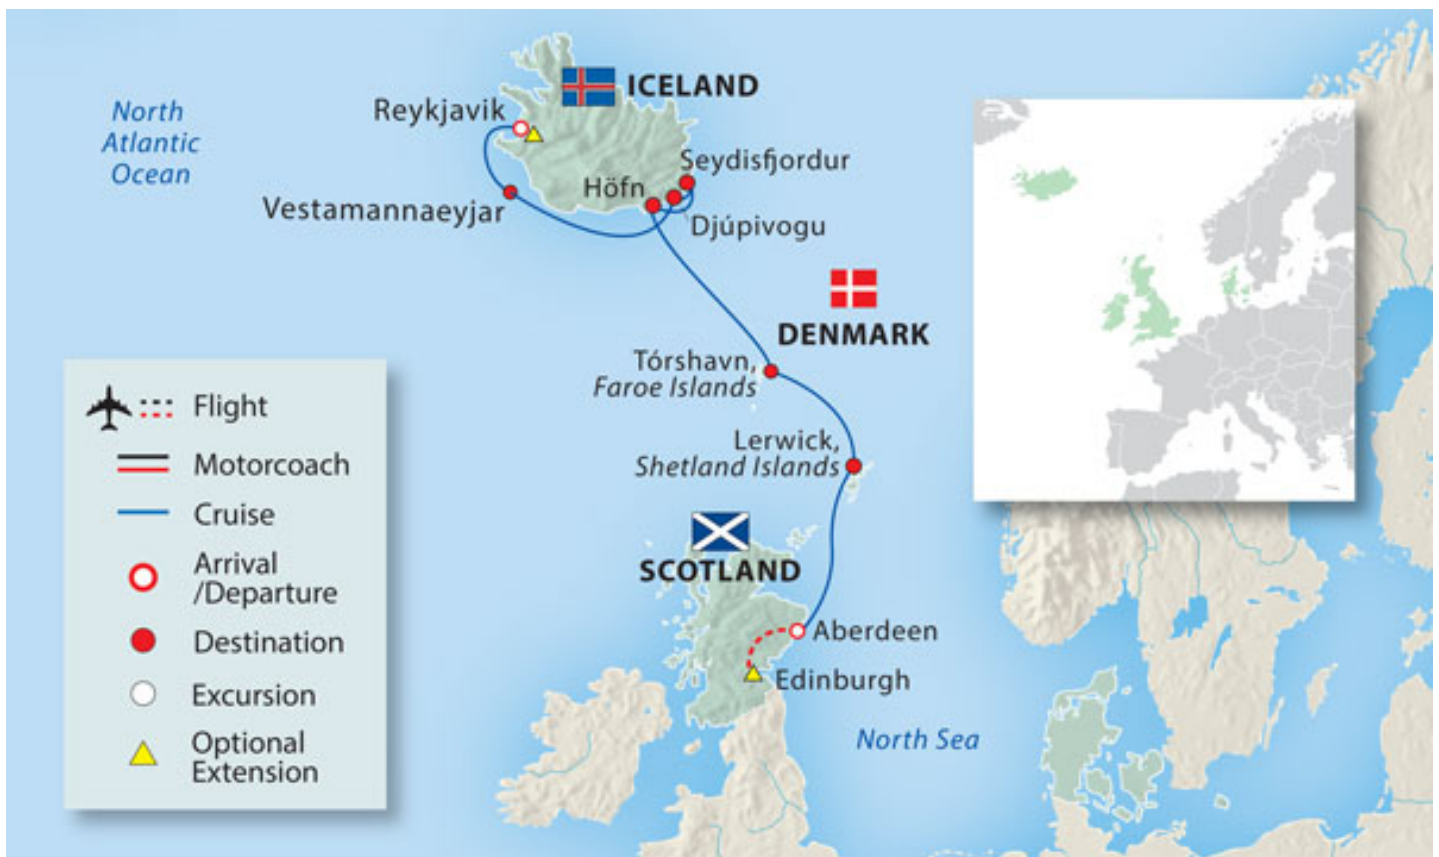 ICELAND
North
Atlantic
Ocean
Reykjavik
Seydisfjordur
Höfn
Vestamannaeyjar
Djúpivogu
DENMARK
Tórshavn,
Faroe Islands
Lerwick,
Shetland Islands
SCOTLAND
Aberdeen
Edinburgh
North Sea
Flight
Motorcoach
Cruise
Arrival
/Departure
Destination
Excursion
Optional
Extension